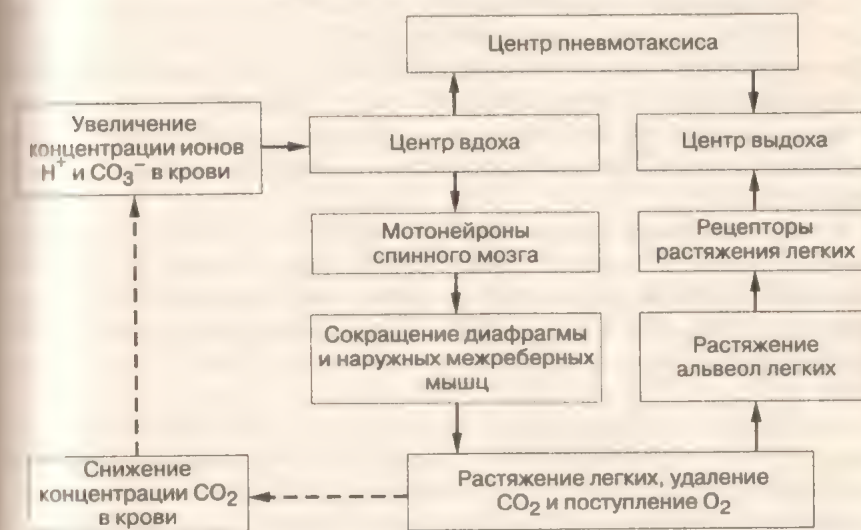 Центр пневмотаксиса
Увеличение
концентрации ионов
H⁺ и CO₃⁻ в крови
Центр вдоха
Центр выдоха
Мотонейроны
спинного мозга
Рецепторы
растяжения легких
Сокращение диафрагмы
и наружных межреберных
мышц
Растяжение
альвеол легких
Снижение
концентрации CO₂
в крови
Растяжение легких, удаление
CO₂ и поступление O₂